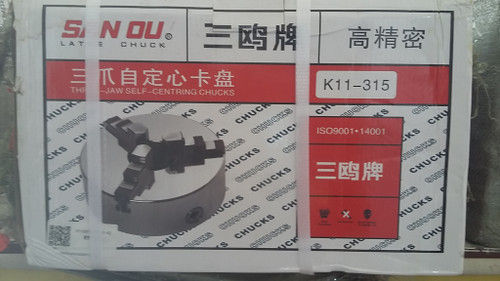 SAN OU®
LATHE CHUCK
三鸥牌
高精密
三爪自定心卡盘
THREE-JAW SELF-CENTRING CHUCKS
K11-315
ISO9001·14001
三鸥牌
CHUCKS